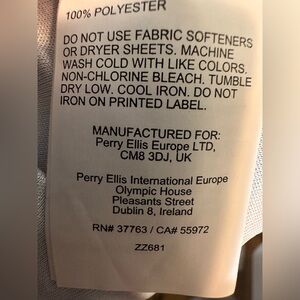 100% POLYESTER
DO NOT USE FABRIC SOFTENERS
OR DRYER SHEETS. MACHINE
WASH COLD WITH LIKE COLORS.
NON-CHLORINE BLEACH. TUMBLE
DRY LOW. COOL IRON. DO NOT
IRON ON PRINTED LABEL.
MANUFACTURED FOR:
Perry Ellis Europe LTD,
CM8 3DJ, UK
Perry Ellis International Europe
Olympic House
Pleasants Street
Dublin 8, Ireland
RN# 37763 / CA# 55972
ZZ681